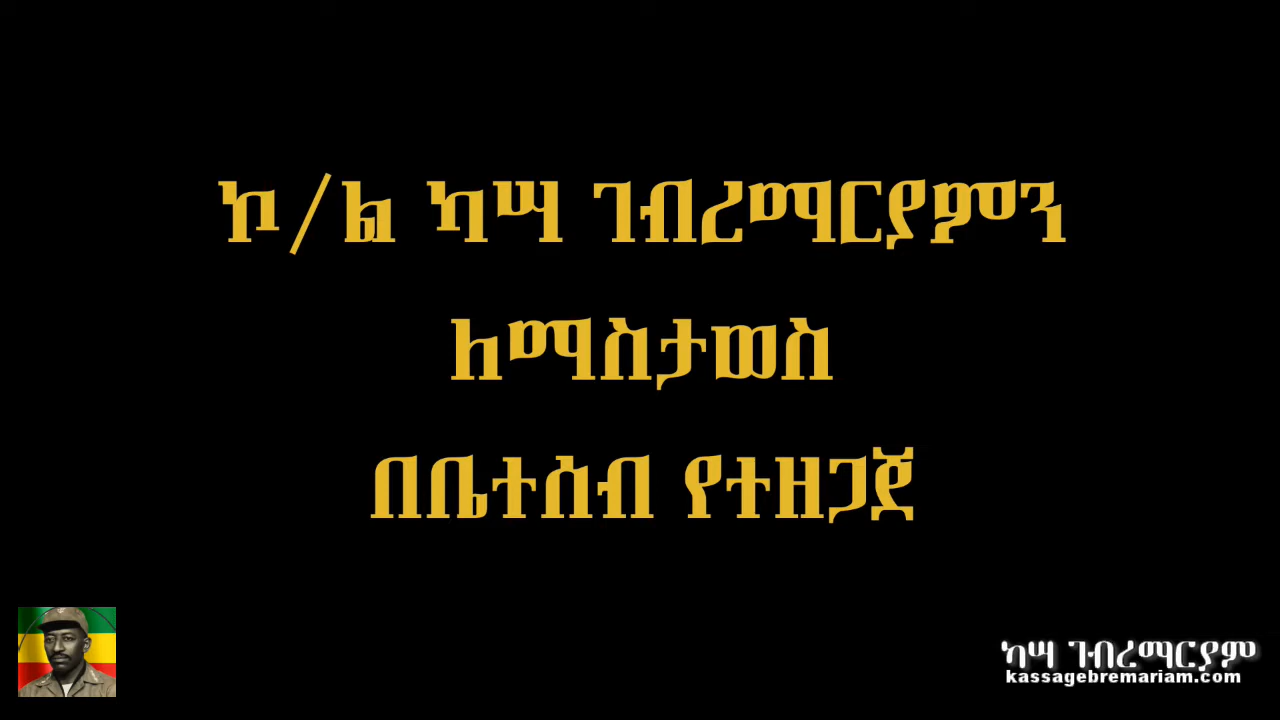 ኮ/ል ካሣ ገብረማርያምን
ለማስታወስ
በቤተሰብ የተዘጋጀ
ካሣ ገብረማርያም
kassagebremariam.com